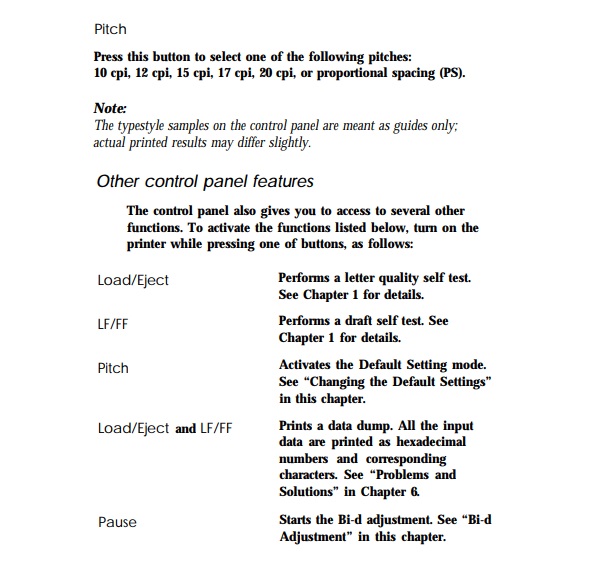 Pitch
Press this button to select one of the following pitches:
10 cpi, 12 cpi, 15 cpi, 17 cpi, 20 cpi, or proportional spacing (PS).
Note:
The typestyle samples on the control panel are meant as guides only;
actual printed results may differ slightly.
Other control panel features
The control panel also gives you to access to several other
functions. To activate the functions listed below, turn on the
printer while pressing one of buttons, as follows:
Load/Eject
Performs a letter quality self test.
See Chapter 1 for details.
LF/FF
Performs a draft self test. See
Chapter 1 for details.
Pitch
Activates the Default Setting mode.
See “Changing the Default Settings”
in this chapter.
Load/Eject and LF/FF
Prints a data dump. All the input
data are printed as hexadecimal
numbers and corresponding
characters. See “Problems and
Solutions” in Chapter 6.
Pause
Starts the Bi-d adjustment. See “Bi-d
Adjustment” in this chapter.